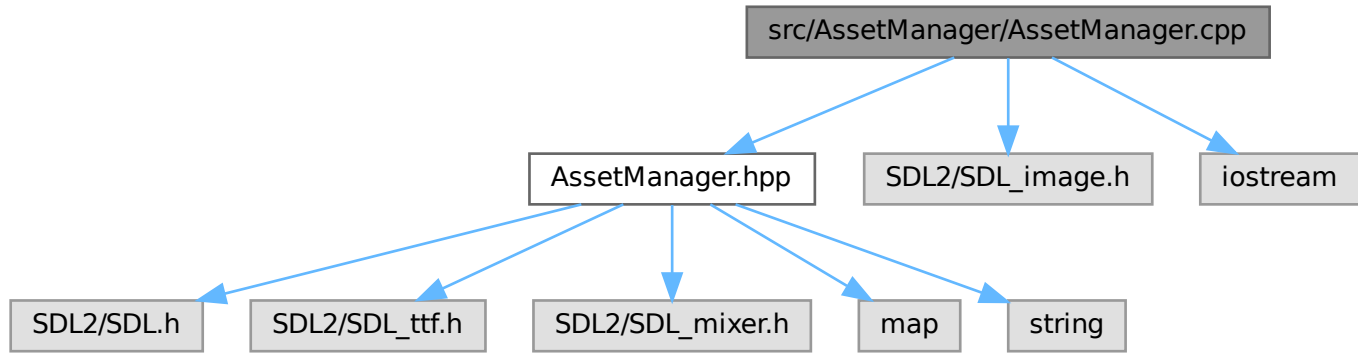 src/AssetManager/AssetManager.cpp
AssetManager.hpp
SDL2/SDL_image.h
iostream
SDL2/SDL.h
SDL2/SDL_ttf.h
SDL2/SDL_mixer.h
map
string